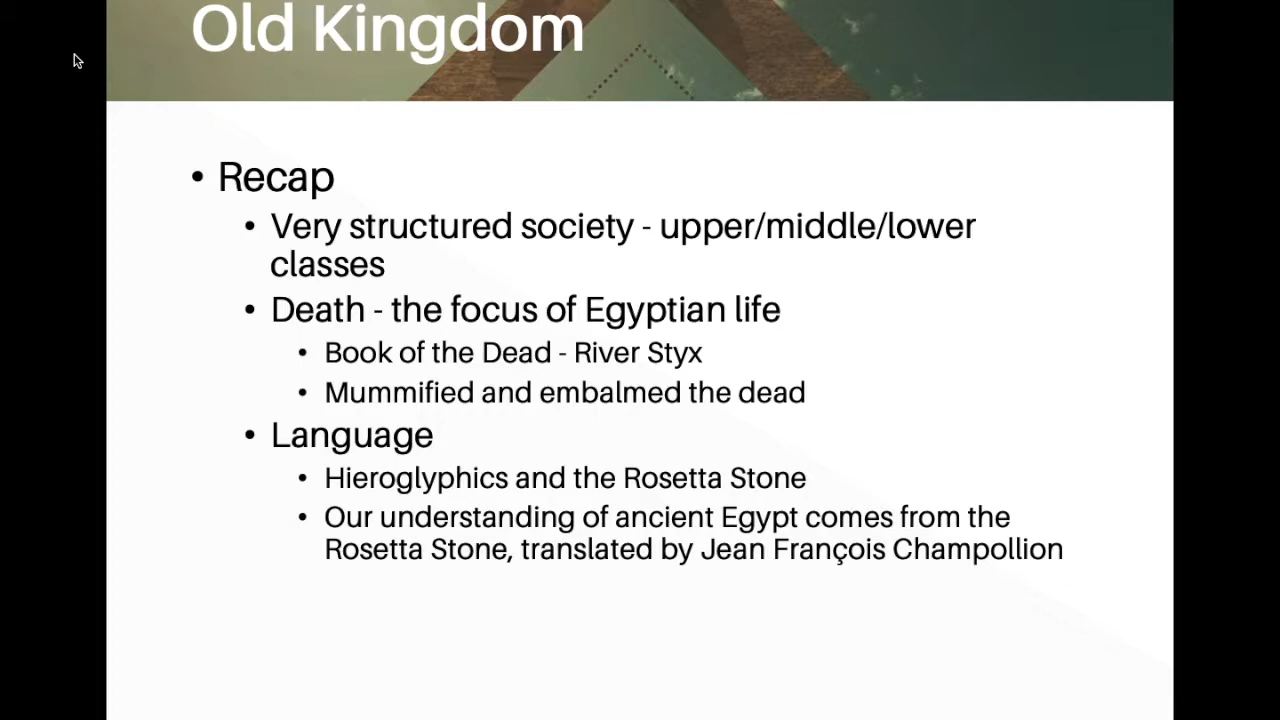 Old Kingdom
• Recap
• Very structured society - upper/middle/lower
classes
• Death - the focus of Egyptian life
• Book of the Dead - River Styx
• Mummified and embalmed the dead
• Language
• Hieroglyphics and the Rosetta Stone
• Our understanding of ancient Egypt comes from the
Rosetta Stone, translated by Jean François Champollion